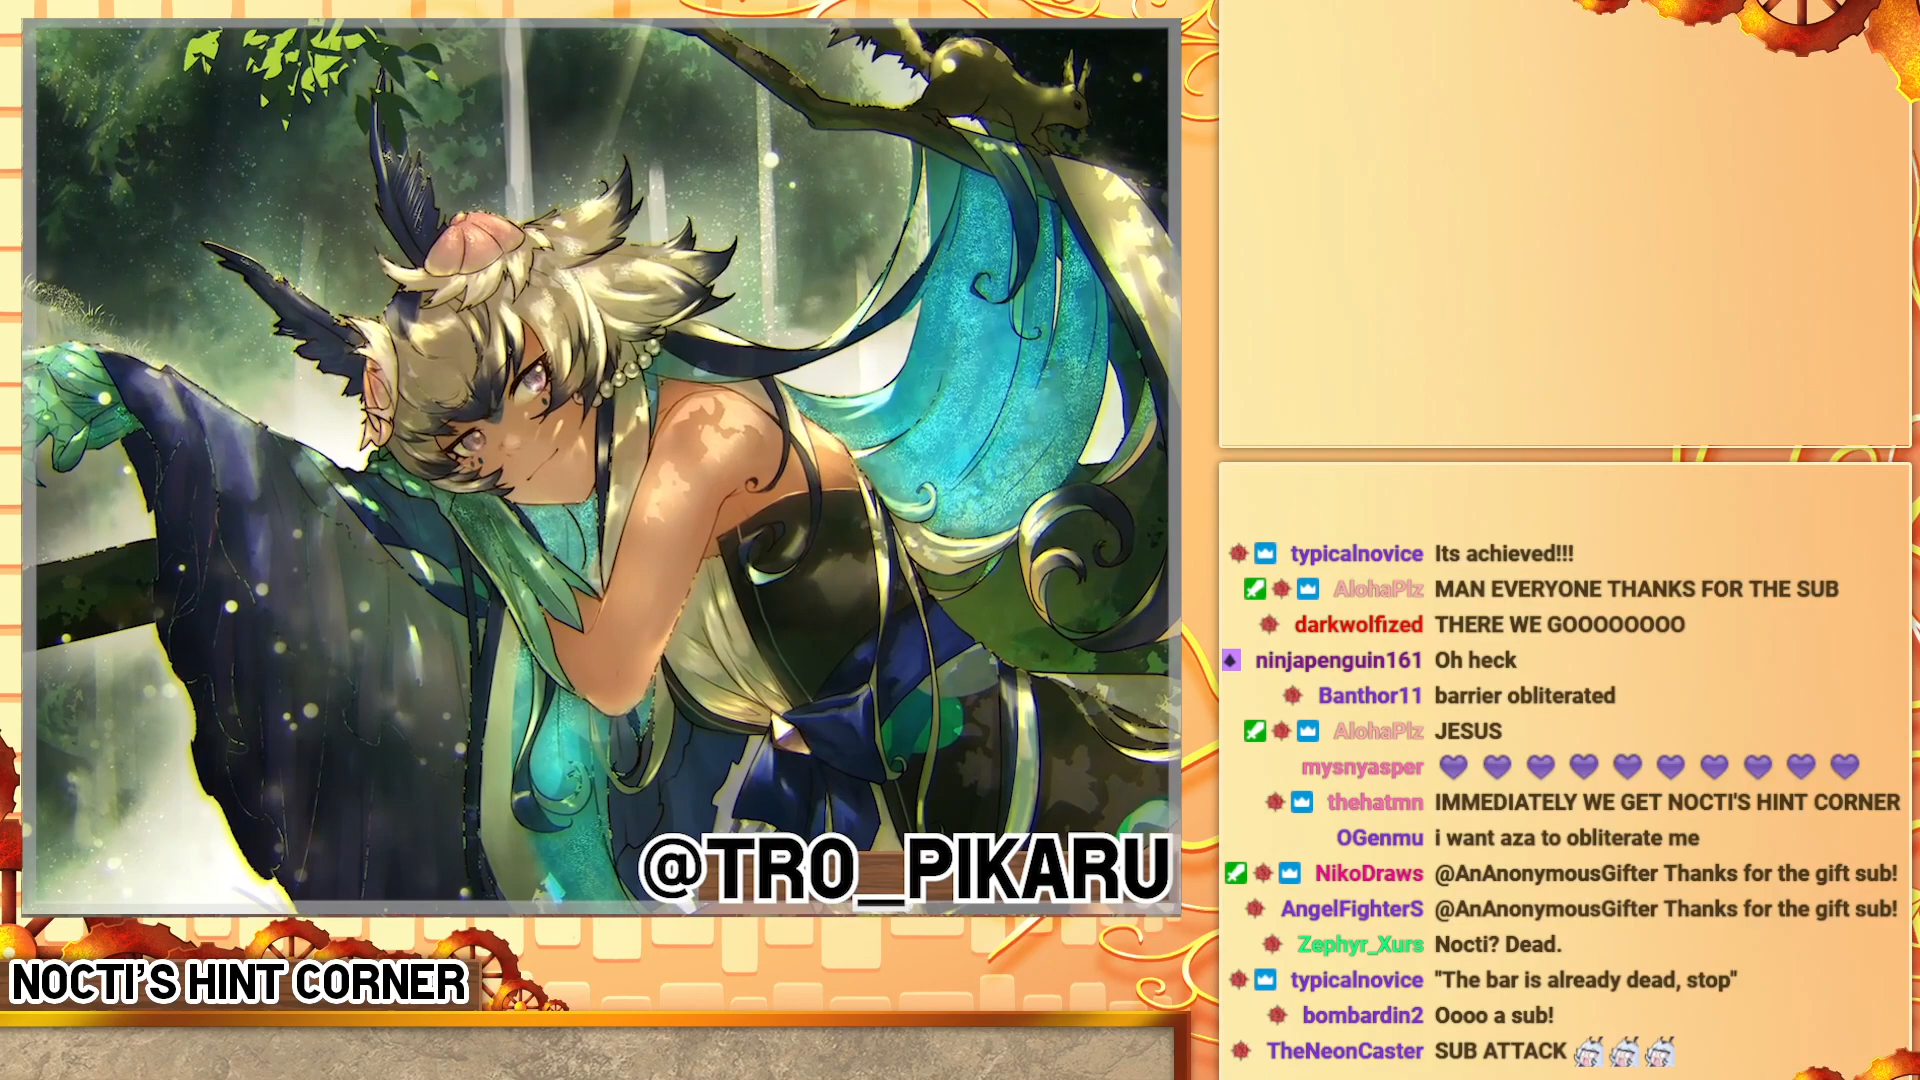 @TRO_PIKARU
NOCTI'S HINT CORNER
typicalnovice Its achieved!!!
AlohaPlz MAN EVERYONE THANKS FOR THE SUB
darkwolfized THERE WE GOOOOOOOO
ninjapenguin161 Oh heck
Banthor11 barrier obliterated
AlohaPlz JESUS
mysnyasper 💜 💜 💜 💜 💜 💜 💜 💜 💜 💜
thehatmn IMMEDIATELY WE GET NOCTI'S HINT CORNER
OGenmu i want aza to obliterate me
NikoDraws @AnAnonymousGifter Thanks for the gift sub!
AngelFighterS @AnAnonymousGifter Thanks for the gift sub!
Zephyr_Xurs Nocti? Dead.
typicalnovice "The bar is already dead, stop"
bombardin2 Oooo a sub!
TheNeonCaster SUB ATTACK